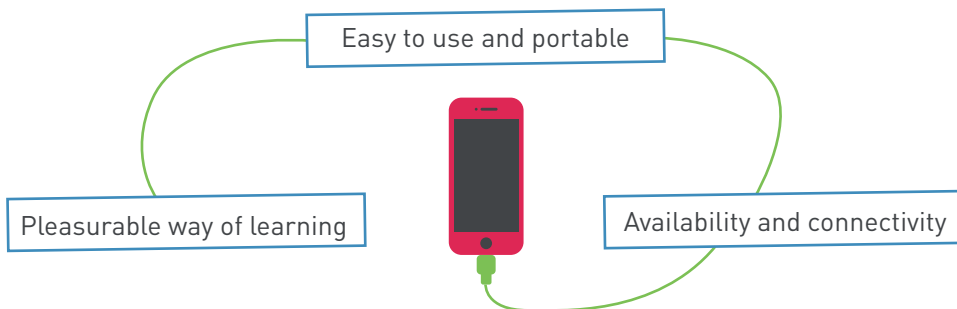 Easy to use and portable
Pleasurable way of learning
Availability and connectivity